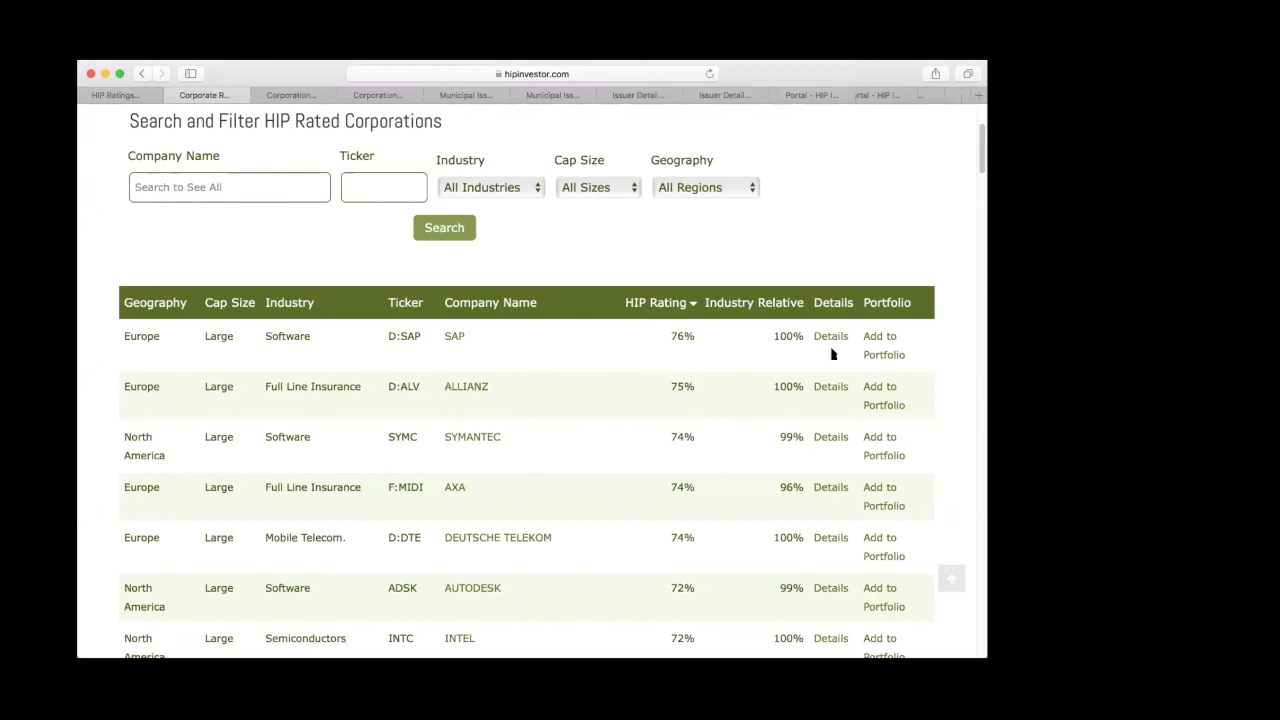 hipinvestor.com
HIP Ratings... Corporate R... Corporation... Corporation... Municipal Iss... Municipal Iss... Issuer Detail... Issuer Detail... Portal - HIP I... rtal - HIP I... ...
Search and Filter HIP Rated Corporations
Company Name Ticker Industry Cap Size Geography
Search to See All All Industries All Sizes All Regions
Search
Geography Cap Size Industry Ticker Company Name HIP Rating Industry Relative Details Portfolio
Europe Large Software D:SAP SAP 76% 100% Details Add to
Portfolio
Europe Large Full Line Insurance D:ALV ALLIANZ 75% 100% Details Add to
Portfolio
North Large Software SYMC SYMANTEC 74% 99% Details Add to
America Portfolio
Europe Large Full Line Insurance F:MIDI AXA 74% 96% Details Add to
Portfolio
Europe Large Mobile Telecom. D:DTE DEUTSCHE TELEKOM 74% 100% Details Add to
Portfolio
North Large Software ADSK AUTODESK 72% 99% Details Add to
America Portfolio
North Large Semiconductors INTC INTEL 72% 100% Details Add to
America Portfolio